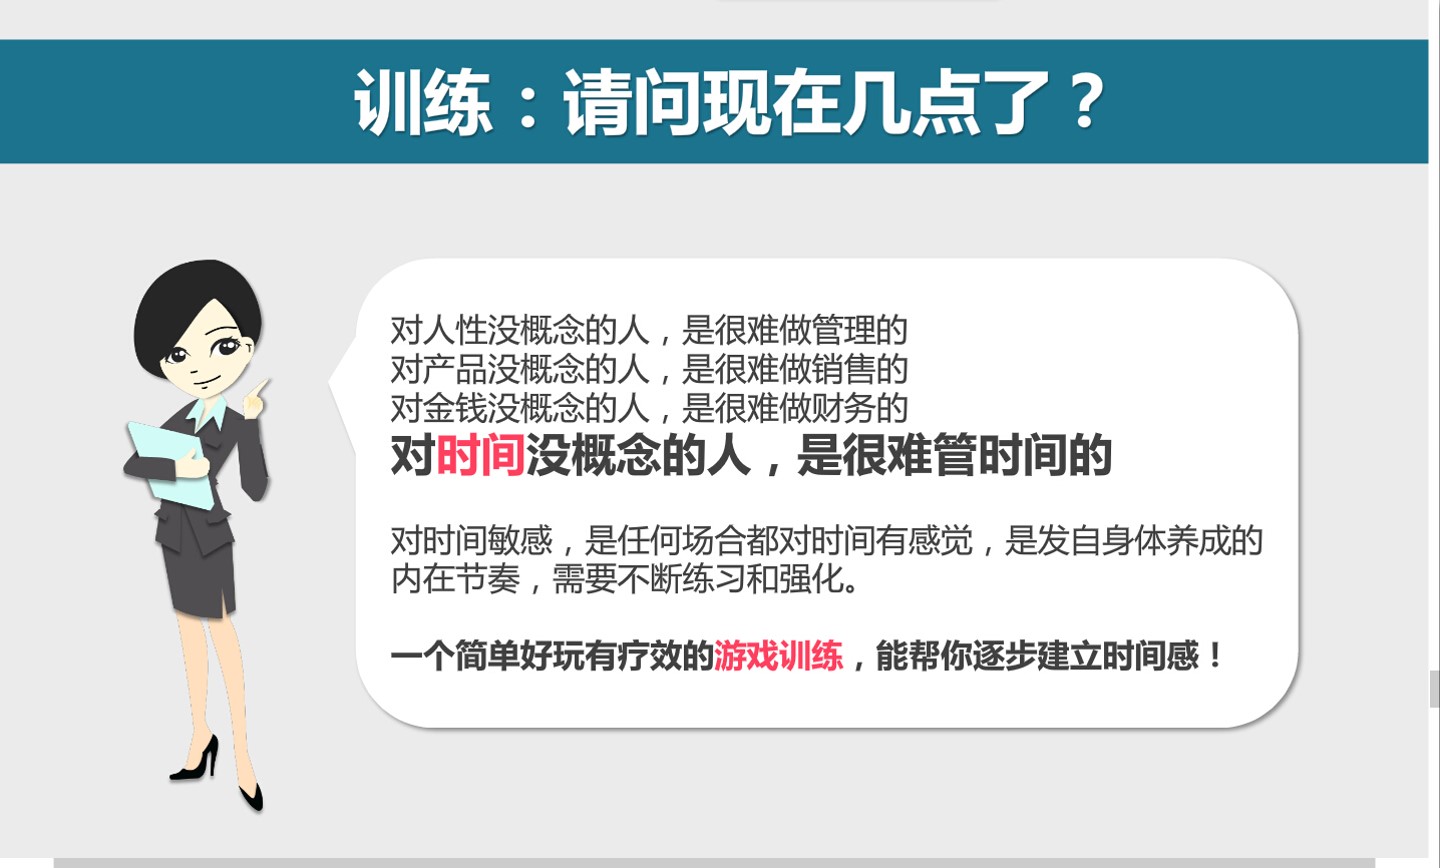 训练：请问现在几点了？
对人性没概念的人，是很难做管理的
对产品没概念的人，是很难做销售的
对金钱没概念的人，是很难做财务的
对时间没概念的人，是很难管时间的
对时间敏感，是任何场合都对时间有感觉，是发自身体养成的
内在节奏，需要不断练习和强化。
一个简单好玩有疗效的游戏训练，能帮你逐步建立时间感！